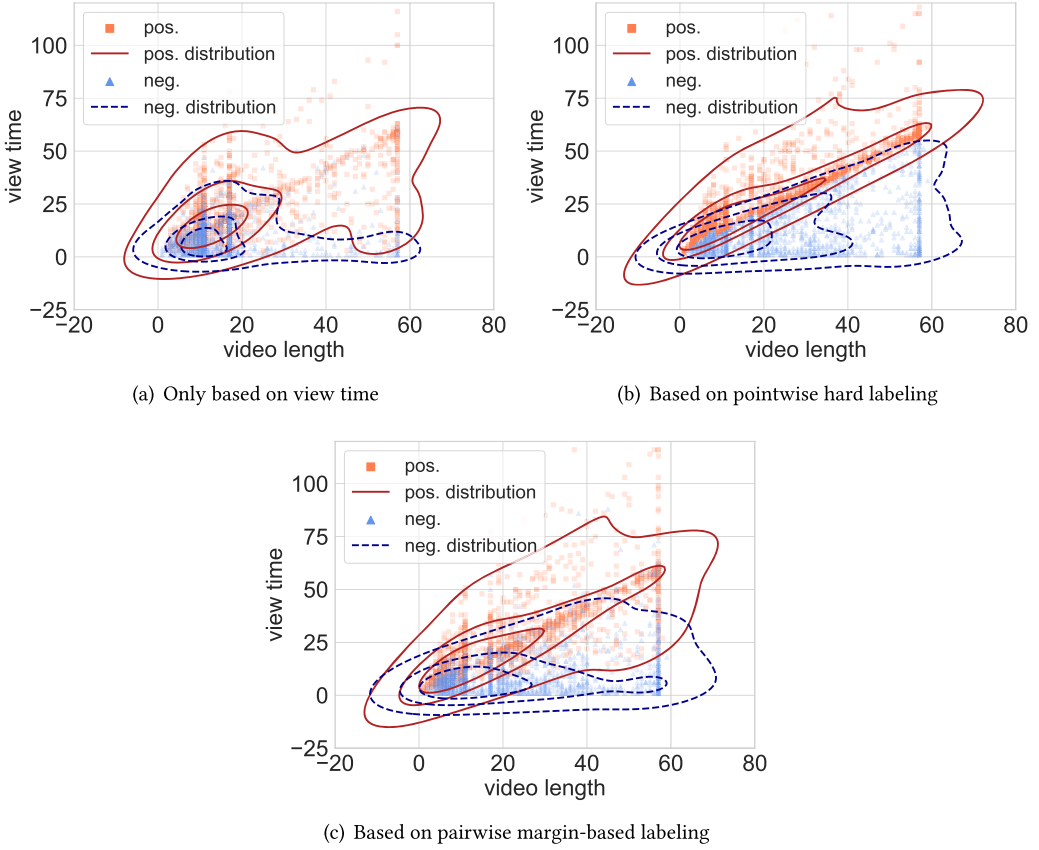 pos.
pos. distribution
neg.
neg. distribution
100
75
50
25
0
−25
view time
−20 0 20 40 60 80
video length
(a) Only based on view time
pos.
pos. distribution
neg.
neg. distribution
100
75
50
25
0
−25
view time
−20 0 20 40 60 80
video length
(b) Based on pointwise hard labeling
pos.
pos. distribution
neg.
neg. distribution
100
75
50
25
0
−25
view time
−20 0 20 40 60 80
video length
(c) Based on pairwise margin-based labeling